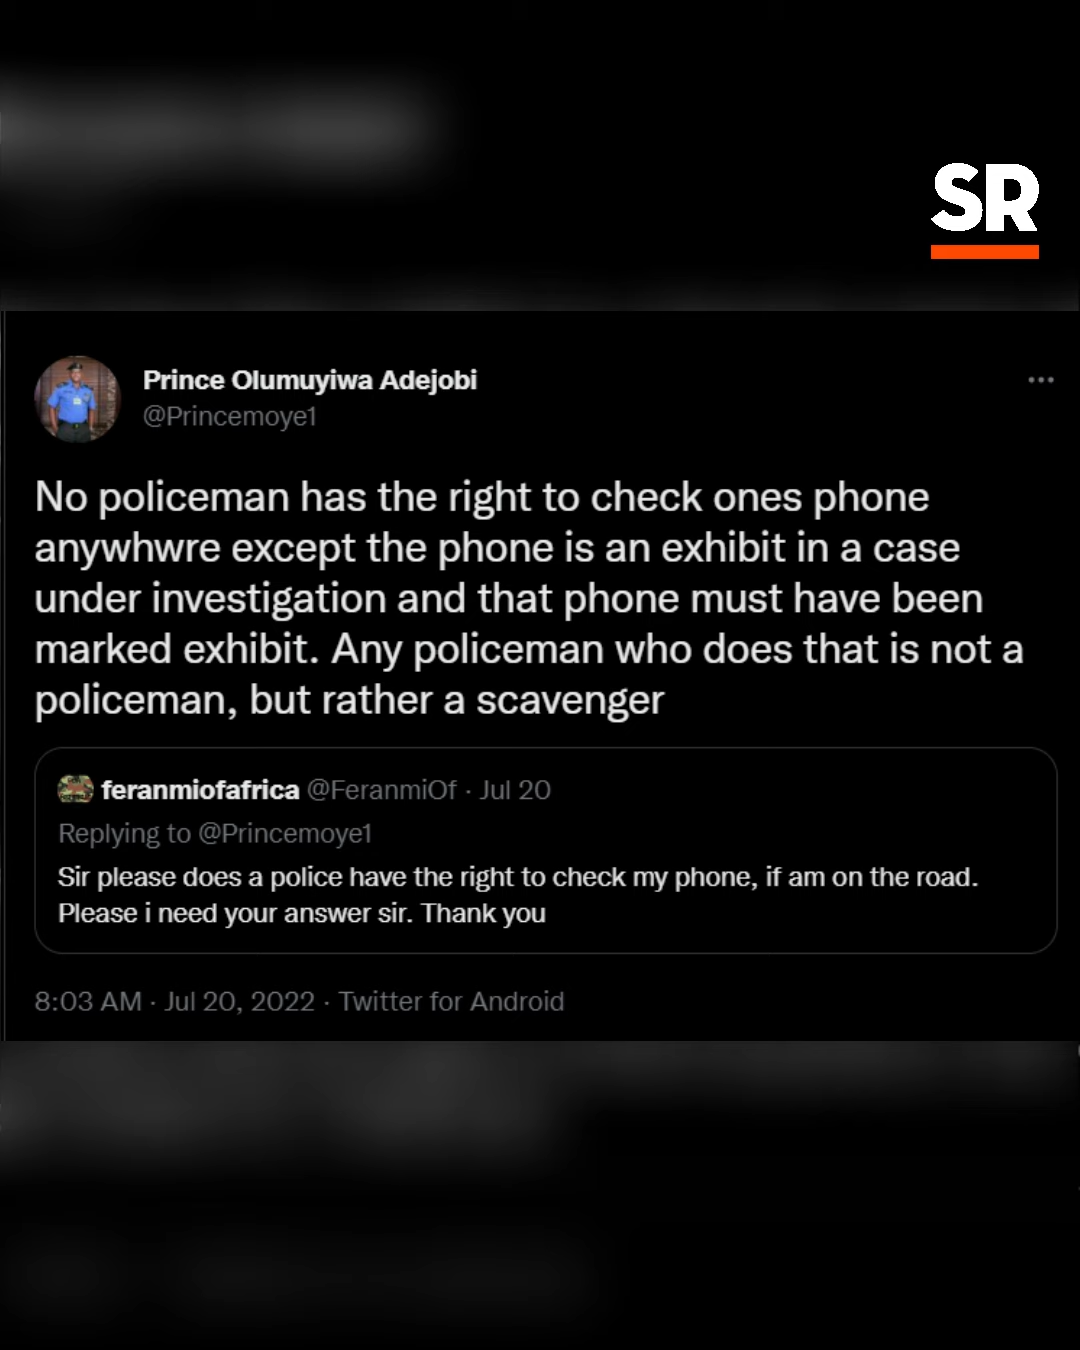 SR
Prince Olumuyiwa Adejobi
@Princemoye1
No policeman has the right to check ones phone
anywhwre except the phone is an exhibit in a case
under investigation and that phone must have been
marked exhibit. Any policeman who does that is not a
policeman, but rather a scavenger
feranmiofafrica @FeranmiOf · Jul 20
Replying to @Princemoye1
Sir please does a police have the right to check my phone, if am on the road.
Please i need your answer sir. Thank you
8:03 AM · Jul 20, 2022 · Twitter for Android